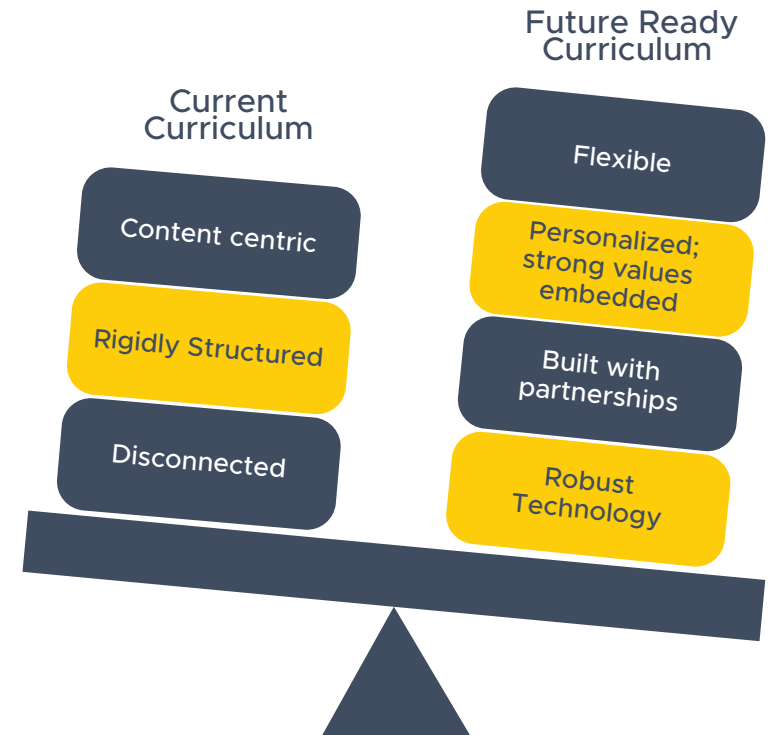 Current
Curriculum
Content centric
Rigidly Structured
Disconnected
Future Ready
Curriculum
Flexible
Personalized;
strong values
embedded
Built with
partnerships
Robust
Technology